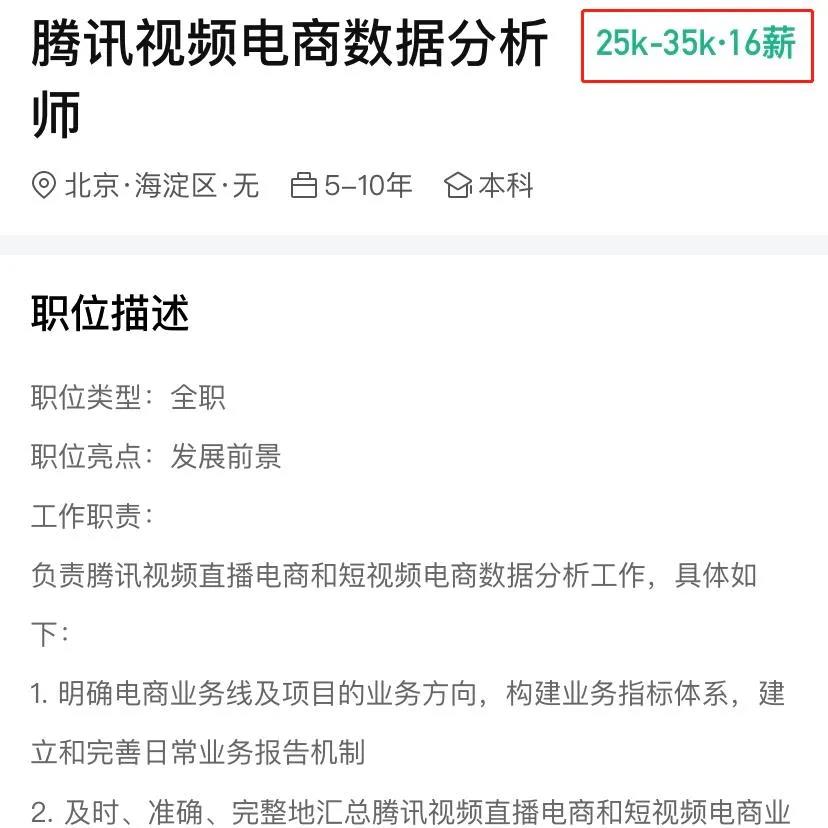 腾讯视频电商数据分析
25k-35k·16薪
师
北京·海淀区·无 5-10年 本科
职位描述
职位类型：全职
职位亮点：发展前景
工作职责：
负责腾讯视频直播电商和短视频电商数据分析工作，具体如
下：
1. 明确电商业务线及项目的业务方向，构建业务指标体系，建
立和完善日常业务报告机制
2. 及时、准确、完整地汇总腾讯视频直播电商和短视频电商业